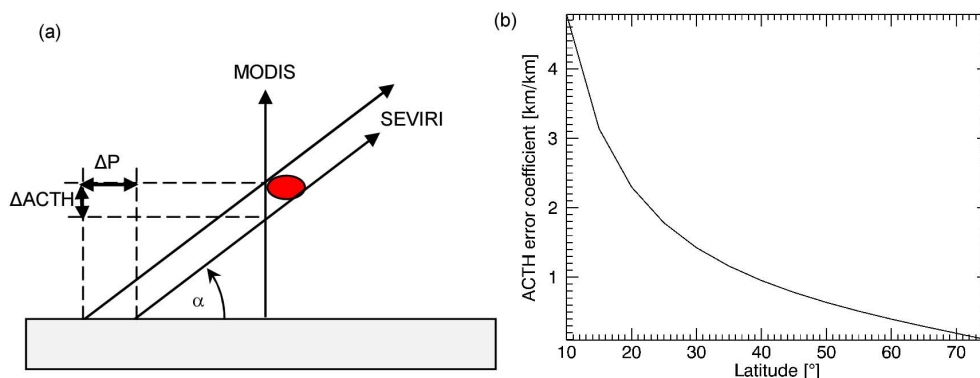 (a)
MODIS
SEVIRI
ΔP
ΔACTH
α
(b)
ACTH error coefficient [km/km]
4
3
2
1
10 20 30 40 50 60 70
Latitude [°]